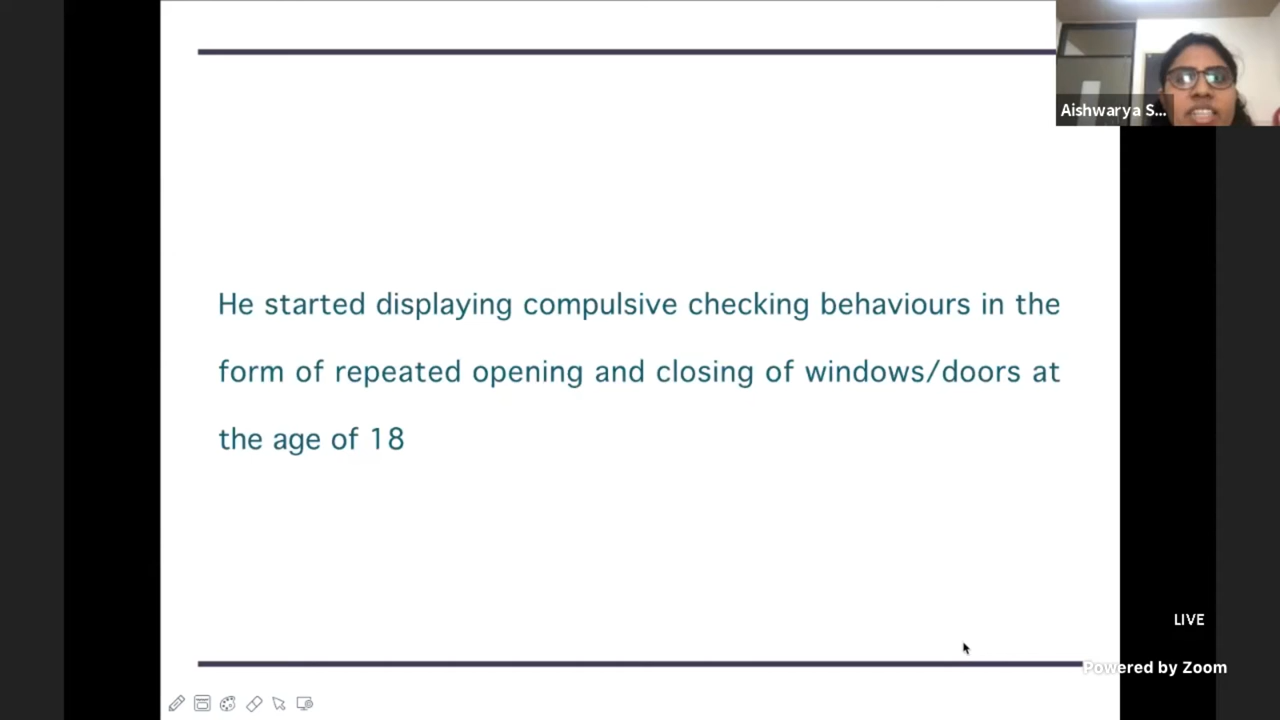 Aishwarya S...
He started displaying compulsive checking behaviours in the
form of repeated opening and closing of windows/doors at
the age of 18
LIVE
Powered by Zoom